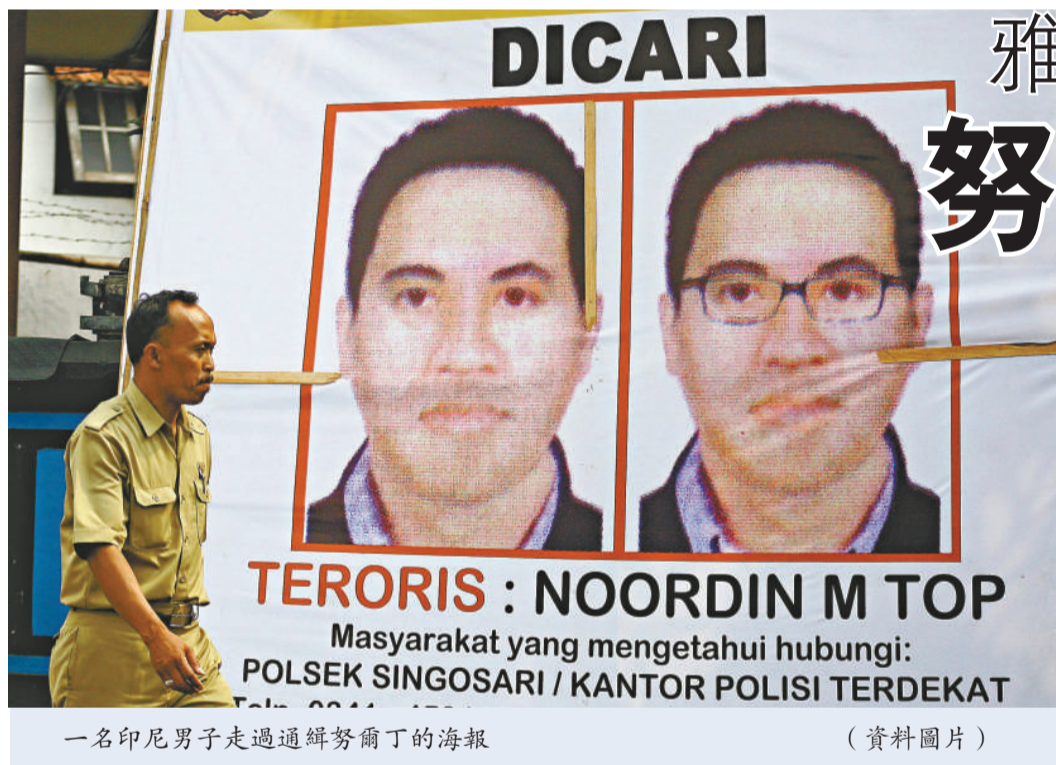 雅
努
DICARI
TERORIS : NOORDIN M TOP
Masyarakat yang mengetahui hubungi:
POLSEK SINGOSARI / KANTOR POLISI TERDEKAT
一名印尼男子走過通緝努爾丁的海報 （資料圖片）